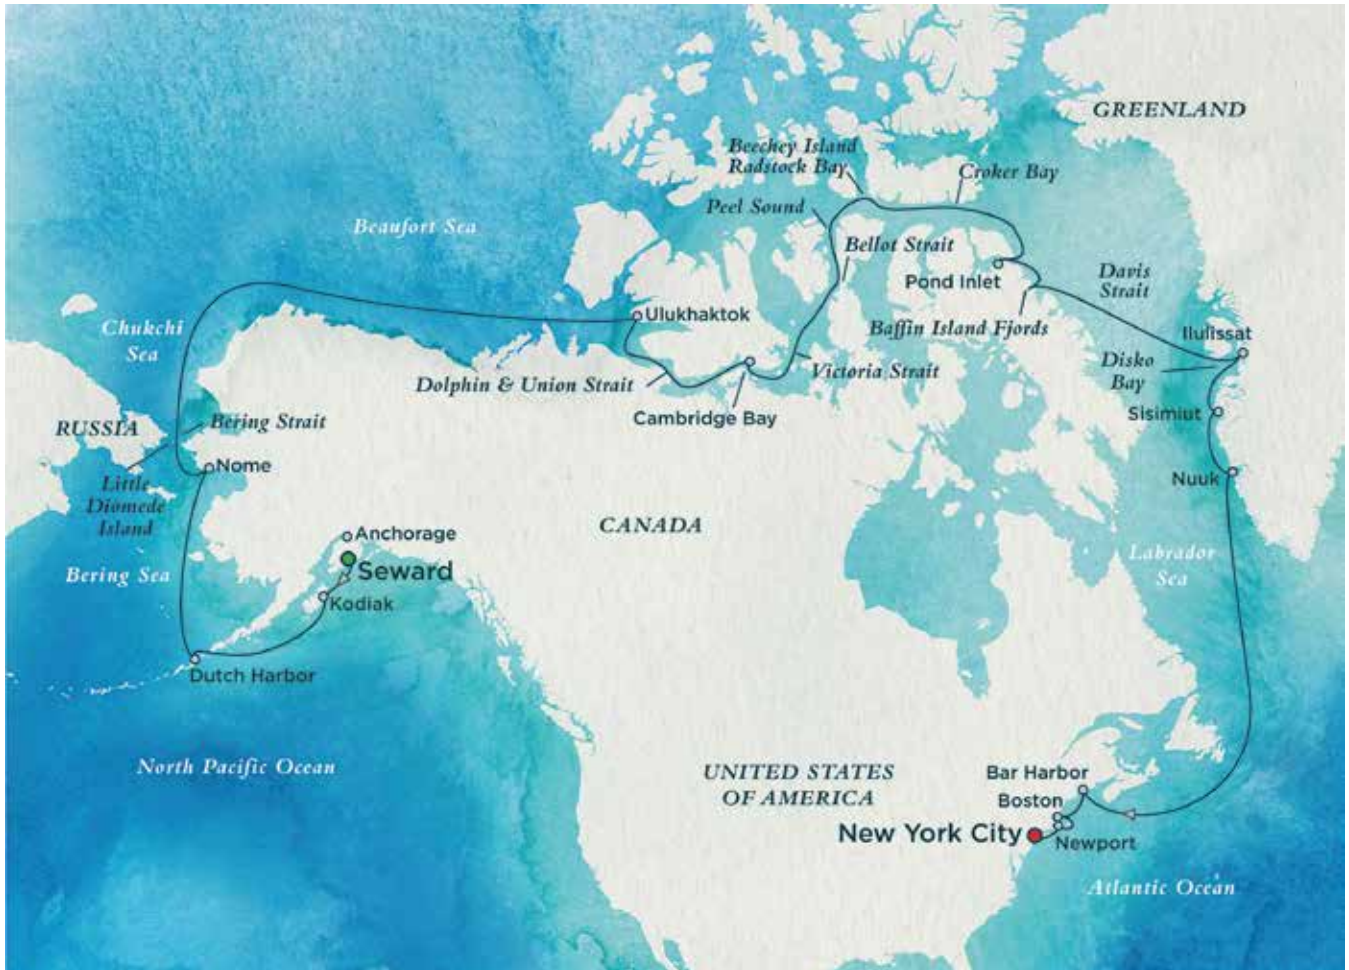 GREENLAND
Beechey Island
Radstock Bay
Croker Bay
Peel Sound
Beaufort Sea
Bellot Strait
Pond Inlet
Davis
Strait
Ulukhaktok
Chukchi
Sea
Baffin Island Fjords
Ilulissat
Disko
Bay
Victoria Strait
Dolphin & Union Strait
Cambridge Bay
Sisimiut
Bering Strait
RUSSIA
Nome
Nuuk
Little
Diomede
Island
CANADA
Anchorage
Labrador
Sea
Bering Sea
Seward
Kodiak
Dutch Harbor
North Pacific Ocean
UNITED STATES
OF AMERICA
Bar Harbor
Boston
New York City
Newport
Atlantic Ocean